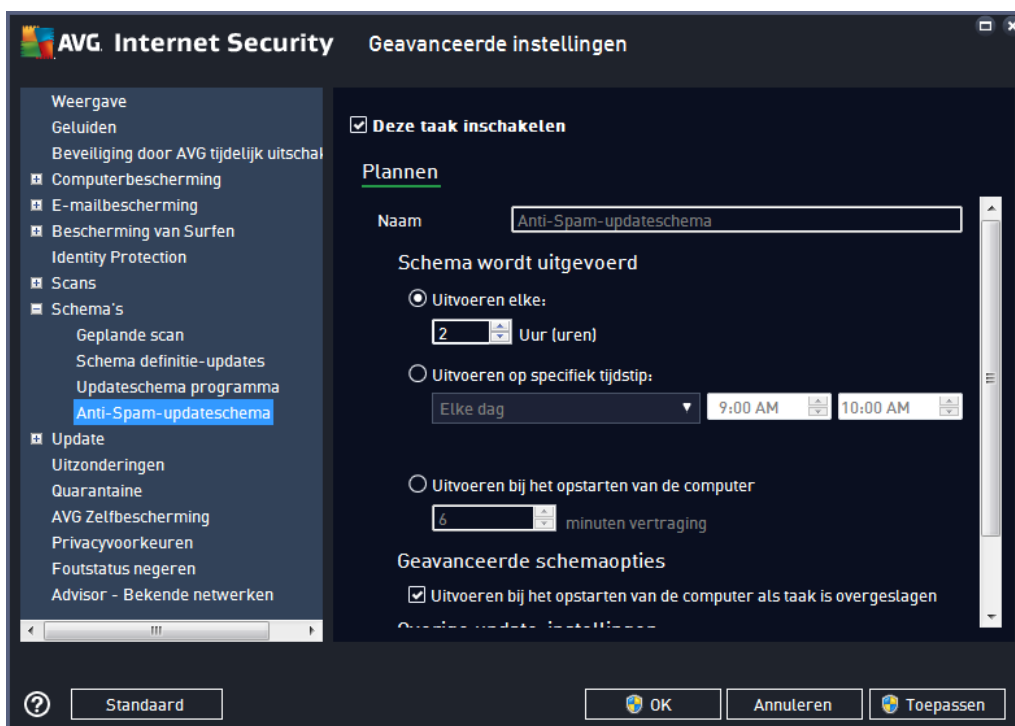 AVG. Internet Security Geavanceerde instellingen
Weergave
Geluiden
Beveiliging door AVG tijdelijk uitschak
Computerbescherming
E-mailbescherming
Bescherming van Surfen
Identity Protection
Scans
Schema's
Geplande scan
Schema definitie-updates
Updateschema programma
Anti-Spam-updateschema
Update
Uitzonderingen
Quarantaine
AVG Zelfbescherming
Privacyvoorkeuren
Foutstatus negeren
Advisor - Bekende netwerken
Deze taak inschakelen
Plannen
Naam Anti-Spam-updateschema
Schema wordt uitgevoerd
Uitvoeren elke:
2 Uur (uren)
Uitvoeren op specifiek tijdstip:
Elke dag 9:00 AM 10:00 AM
Uitvoeren bij het opstarten van de computer
6 minuten vertraging
Geavanceerde schemaopties
Uitvoeren bij het opstarten van de computer als taak is overgeslagen
Overige update-instellingen
? Standaard OK Annuleren Toepassen